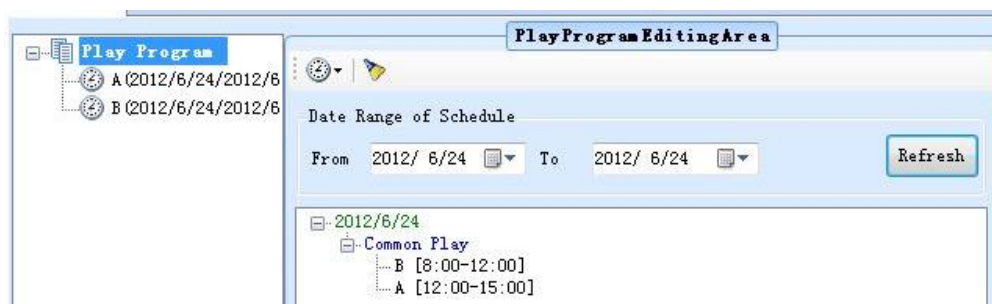 Play Program
A(2012/6/24/2012/6
B(2012/6/24/2012/6
PlayProgramEditingArea
Date Range of Schedule
From 2012/ 6/24 To 2012/ 6/24 Refresh
2012/6/24
Common Play
B [8:00-12:00]
A [12:00-15:00]